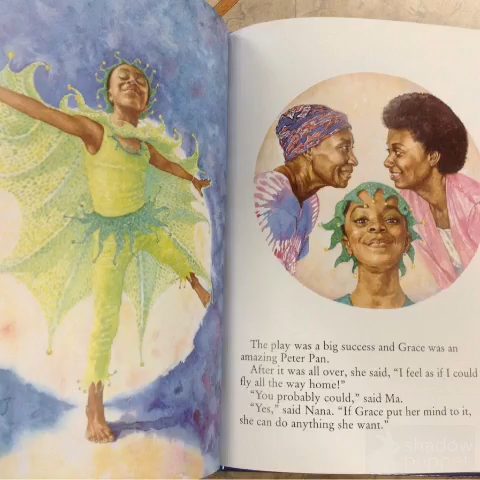 The play was a big success and Grace was an
amazing Peter Pan.
After it was all over, she said, “I feel as if I could
fly all the way home!”
“You probably could,” said Ma.
“Yes,” said Nana. “If Grace put her mind to it,
she can do anything she want.”
shadow